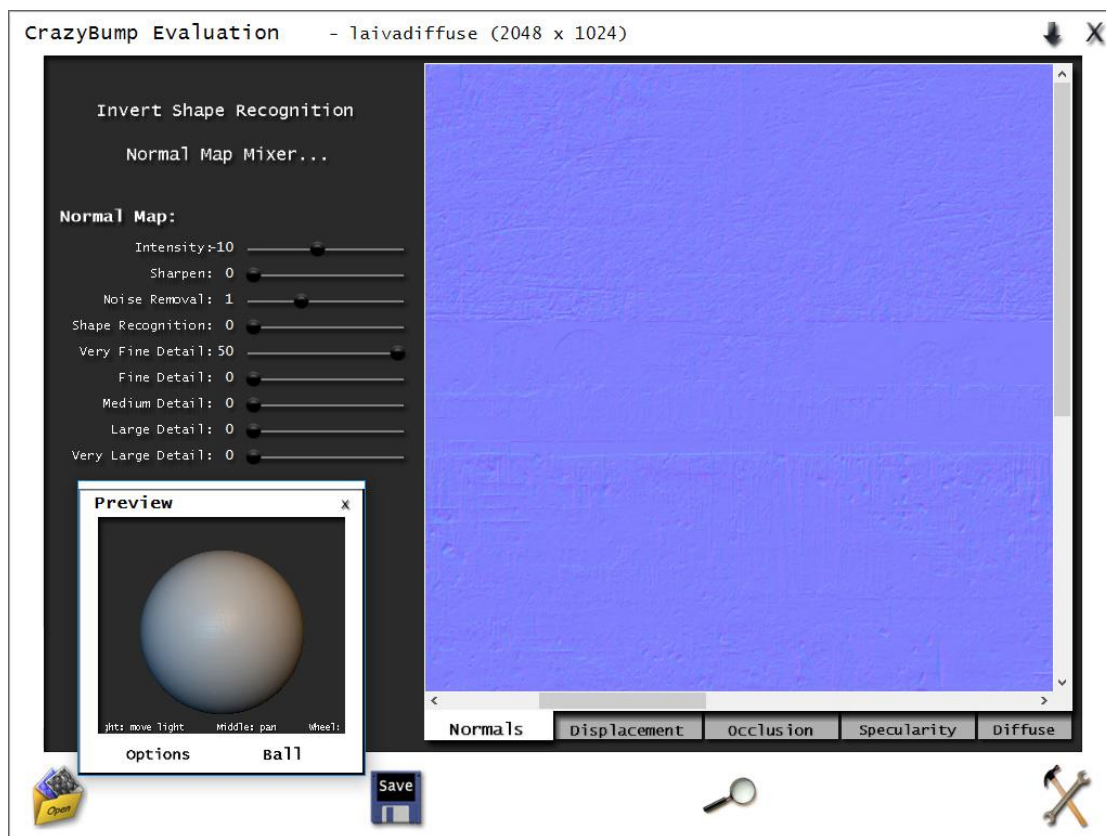 CrazyBump Evaluation - laivadiffuse (2048 x 1024)
X
Invert Shape Recognition
Normal Map Mixer...
Normal Map:
Intensity:-10
Sharpen: 0
Noise Removal: 1
Shape Recognition: 0
Very Fine Detail: 50
Fine Detail: 0
Medium Detail: 0
Large Detail: 0
Very Large Detail: 0
Preview x
ght: move light Middle: pan Wheel:
Options Ball
Normals Displacement Occlusion Specularity Diffuse
Open Save